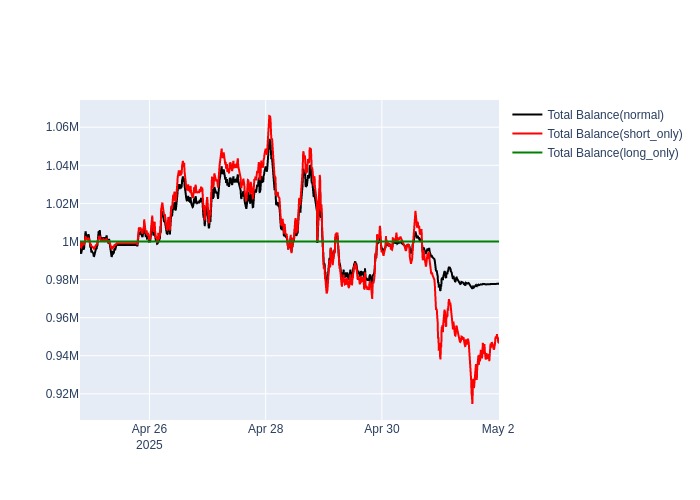 Total Balance(normal)
Total Balance(short_only)
Total Balance(long_only)
1.06M
1.04M
1.02M
1M
0.98M
0.96M
0.94M
0.92M
Apr 26
2025
Apr 28
Apr 30
May 2